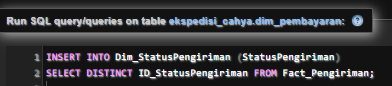 Run SQL query/queries on table ekspedisi_cahya.dim_pembayaran:
1 INSERT INTO Dim_StatusPengiriman (StatusPengiriman)
2 SELECT DISTINCT ID_StatusPengiriman FROM Fact_Pengiriman;